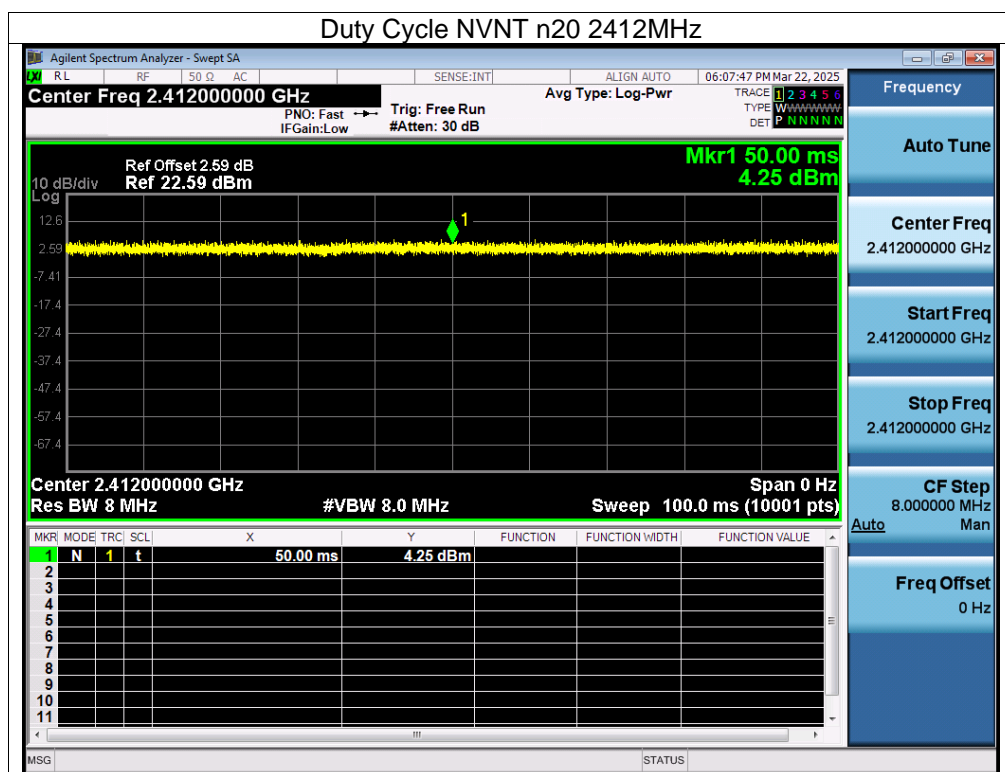 Duty Cycle NVNT n20 2412MHz
Agilent Spectrum Analyzer - Swept SA
LXI RL RF 50 Ω AC SENSE:INT ALIGN AUTO 06:07:47 PM Mar 22, 2025
Center Freq 2.412000000 GHz
PNO: Fast
IFGain:Low
Trig: Free Run
#Atten: 30 dB
Avg Type: Log-Pwr
TRACE 1 2 3 4 5 6
TYPE WWWWWW
DET P N N N N N
Frequency
Auto Tune
Center Freq
2.412000000 GHz
Start Freq
2.412000000 GHz
Stop Freq
2.412000000 GHz
CF Step
8.000000 MHz
Auto Man
Freq Offset
0 Hz
Mkr1 50.00 ms
4.25 dBm
Ref Offset 2.59 dB
10 dB/div Ref 22.59 dBm
Log
12.6
1
2.59
-7.41
-17.4
-27.4
-37.4
-47.4
-57.4
-67.4
Center 2.412000000 GHz Span 0 Hz
Res BW 8 MHz #VBW 8.0 MHz Sweep 100.0 ms (10001 pts)
MKR MODE TRC SCL X Y FUNCTION FUNCTION WIDTH FUNCTION VALUE
1 N 1 t 50.00 ms 4.25 dBm
2
3
4
5
6
7
8
9
10
11
MSG STATUS